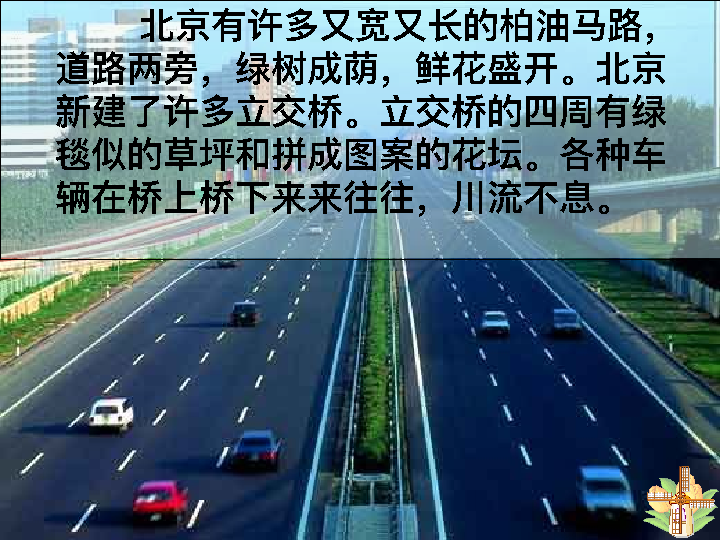 北京有许多又宽又长的柏油马路，
道路两旁，绿树成荫，鲜花盛开。北京
新建了许多立交桥。立交桥的四周有绿
毯似的草坪和拼成图案的花坛。各种车
辆在桥上桥下来来往往，川流不息。